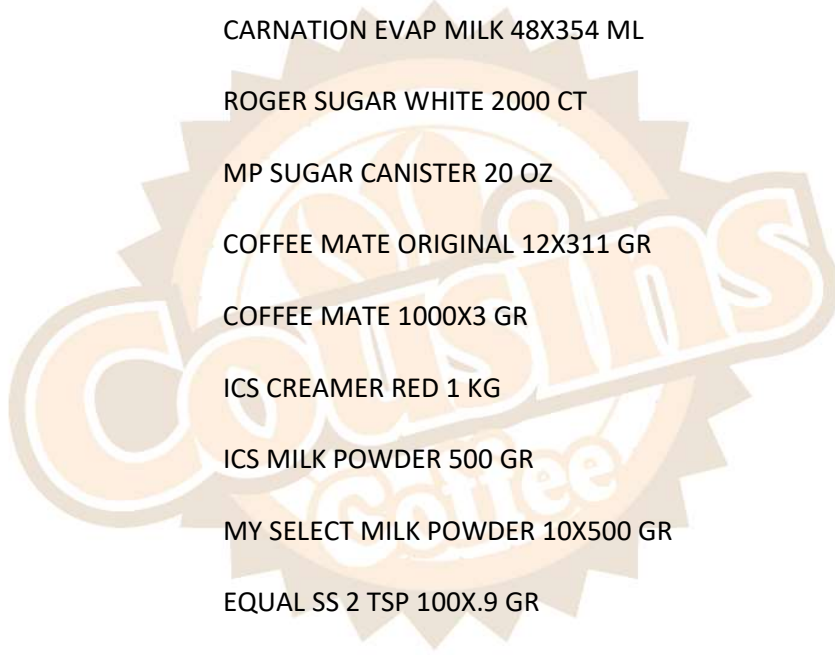 CARNATION EVAP MILK 48X354 ML
ROGER SUGAR WHITE 2000 CT
MP SUGAR CANISTER 20 OZ
COFFEE MATE ORIGINAL 12X311 GR
COFFEE MATE 1000X3 GR
ICS CREAMER RED 1 KG
ICS MILK POWDER 500 GR
MY SELECT MILK POWDER 10X500 GR
EQUAL SS 2 TSP 100X.9 GR
Cousins
Coffee